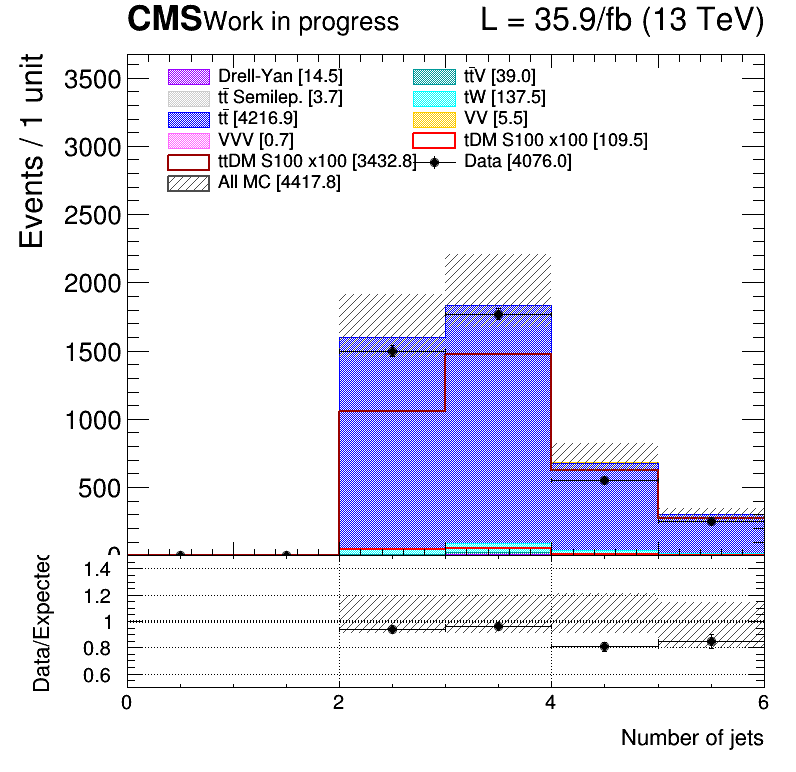 CMS Work in progress L = 35.9/fb (13 TeV)
Drell-Yan [14.5] tt̄V [39.0]
tt̄ Semilep. [3.7] tW [137.5]
tt̄ [4216.9] VV [5.5]
VVV [0.7] tDM S100 x100 [109.5]
ttDM S100 x100 [3432.8] Data [4076.0]
All MC [4417.8]
Events / 1 unit
3500
3000
2500
2000
1500
1000
500
0
Data/Expected
1.4
1.2
1
0.8
0.6
0 2 4 6
Number of jets